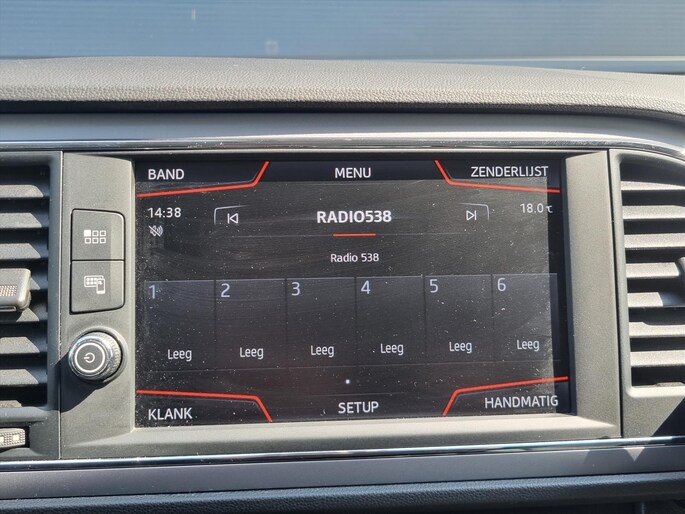 BAND MENU ZENDERLIJST
14:38 RADIO538 18.0°C
Radio 538
1 2 3 4 5 6
Leeg Leeg Leeg Leeg Leeg Leeg
KLANK SETUP HANDMATIG